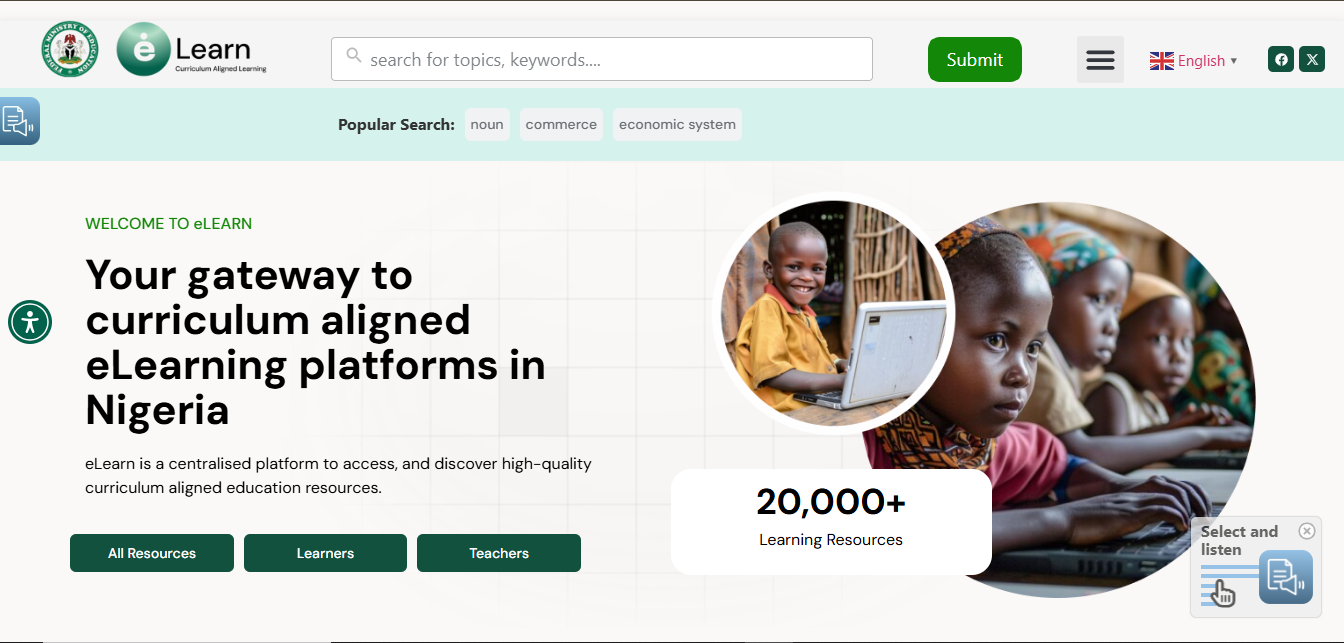 FEDERAL MINISTRY OF EDUCATION
ė Learn
Curriculum Aligned Learning
search for topics, keywords....
Submit
English ▼
Popular Search: noun commerce economic system
WELCOME TO eLEARN
Your gateway to
curriculum aligned
eLearning platforms in
Nigeria
eLearn is a centralised platform to access, and discover high-quality
curriculum aligned education resources.
All Resources Learners Teachers
20,000+
Learning Resources
Select and
listen